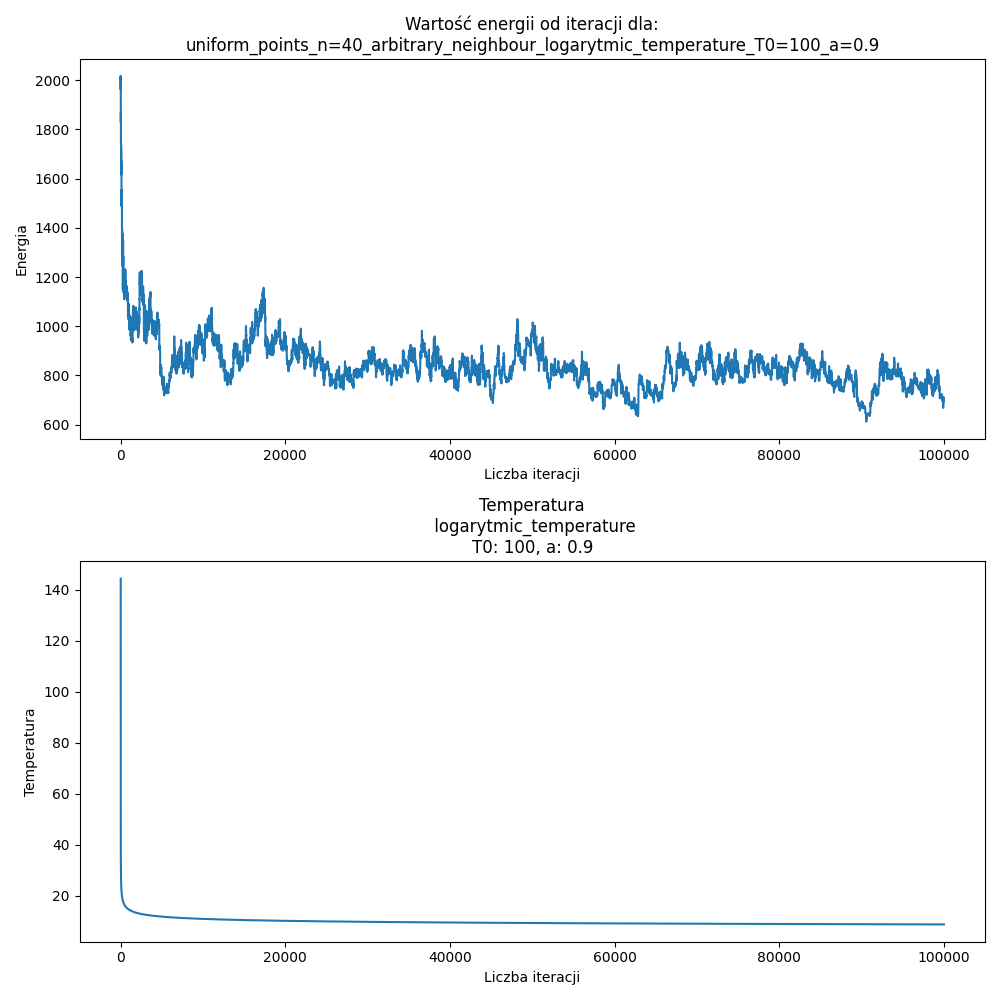 Wartość energii od iteracji dla:
uniform_points_n=40_arbitrary_neighbour_logarytmic_temperature_T0=100_a=0.9
2000
1800
1600
1400
1200
1000
800
600
Energia
0 20000 40000 60000 80000 100000
Liczba iteracji
Temperatura
logarytmic_temperature
T0: 100, a: 0.9
140
120
100
80
60
40
20
Temperatura
0 20000 40000 60000 80000 100000
Liczba iteracji